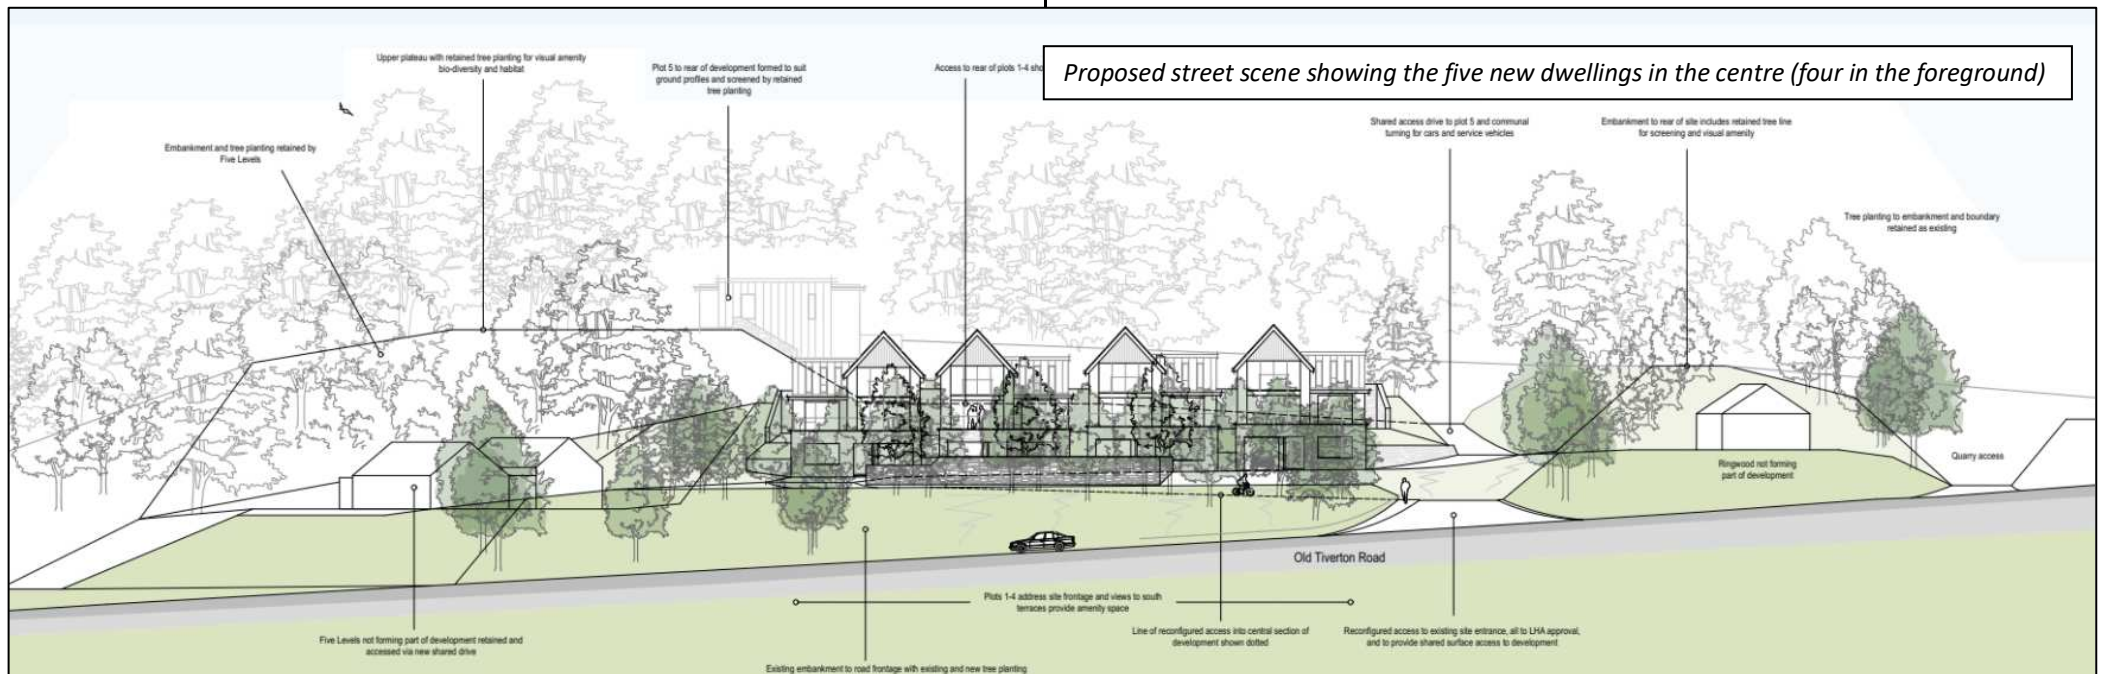 Proposed street scene showing the five new dwellings in the centre (four in the foreground)
Upper plateau with retained tree planting for visual amenity
bio-diversity and habitat
Plot 5 to rear of development formed to suit
ground profiles and screened by retained
tree planting
Access to rear of plots 1-4
Embankment and tree planting retained by
Five Levels
Shared access drive to plot 5 and communal
turning for cars and service vehicles
Embankment to rear of site includes retained tree line
for screening and visual amenity
Tree planting to embankment and boundary
retained as existing
Ringwood not forming
part of development
Quarry access
Old Tiverton Road
Plots 1-4 address site frontage and views to south
terraces provide amenity space
Five Levels not forming part of development retained and
accessed via new shared drive
Line of reconfigured access into central section of
development shown dotted
Reconfigured access to existing site entrance, all to LHA approval,
and to provide shared surface access to development
Existing embankment to road frontage with existing and new tree planting